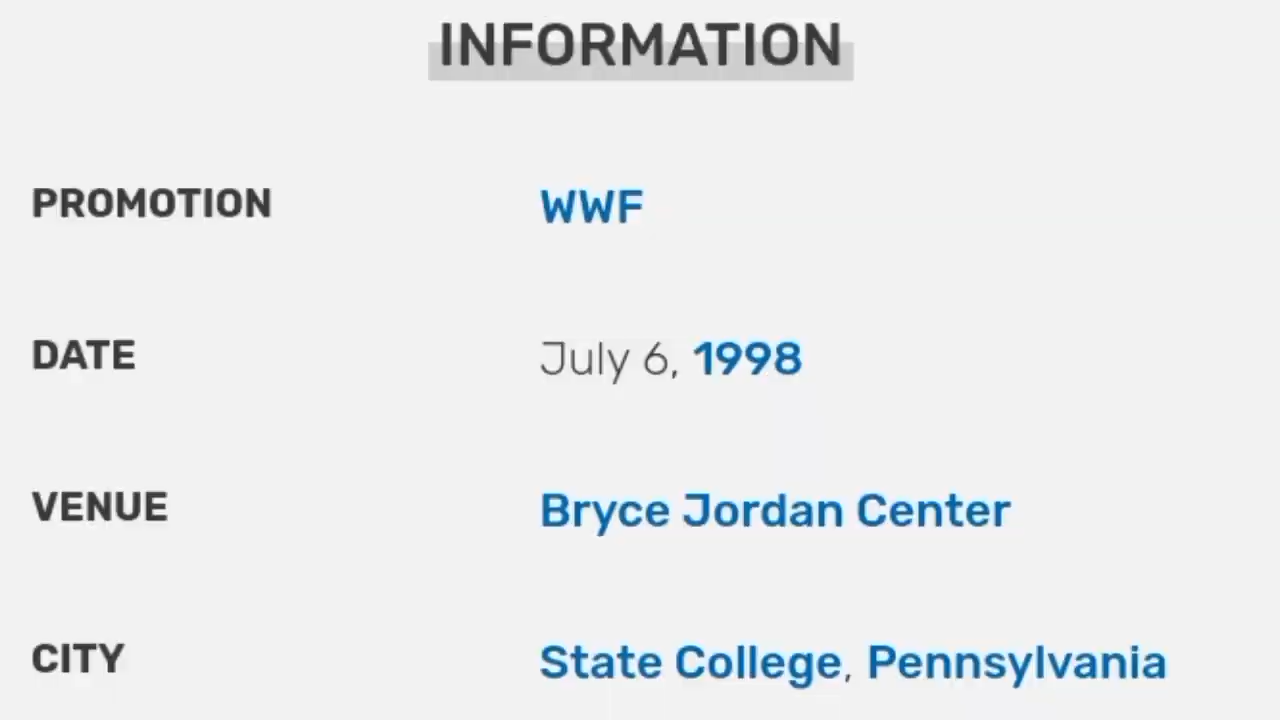 INFORMATION
PROMOTION WWF
DATE July 6, 1998
VENUE Bryce Jordan Center
CITY State College, Pennsylvania